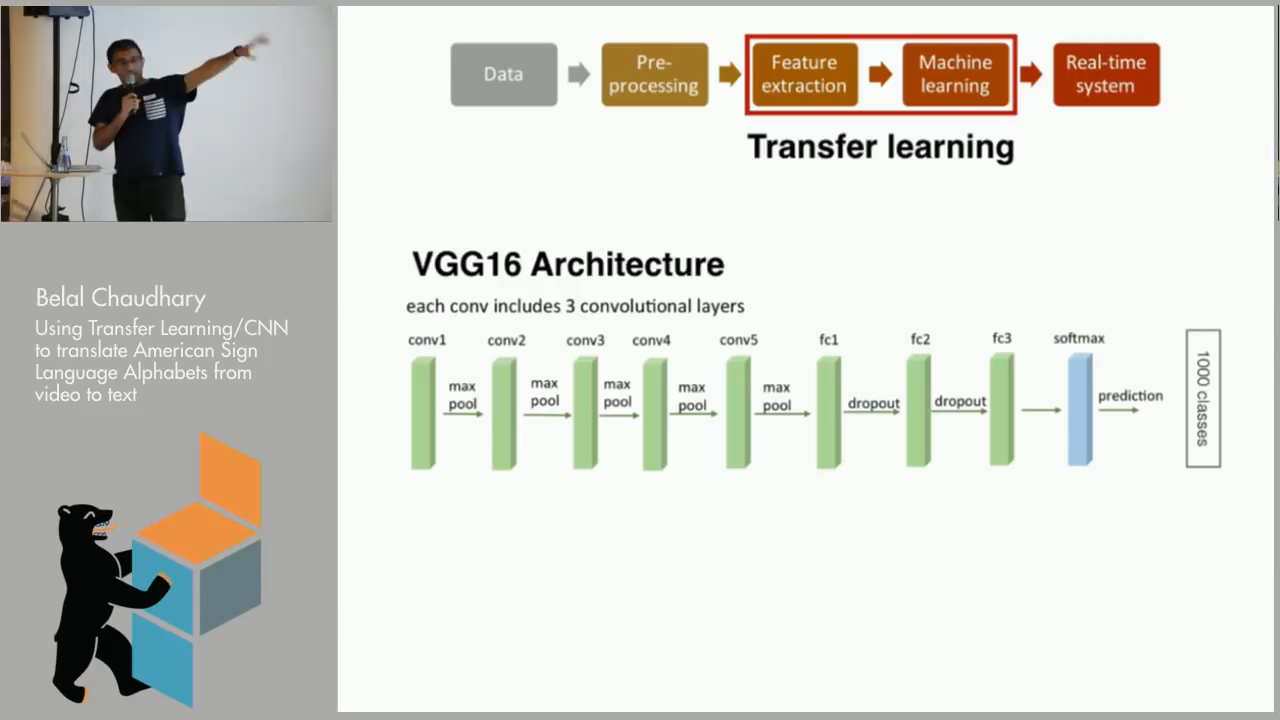 Data
Pre-
processing
Feature
extraction
Machine
learning
Real-time
system
Transfer learning
Belal Chaudhary
Using Transfer Learning/CNN
to translate American Sign
Language Alphabets from
video to text
VGG16 Architecture
each conv includes 3 convolutional layers
conv1
conv2
conv3
conv4
conv5
fc1
fc2
fc3
softmax
max
pool
max
pool
max
pool
max
pool
max
pool
dropout
dropout
prediction
1000 classes